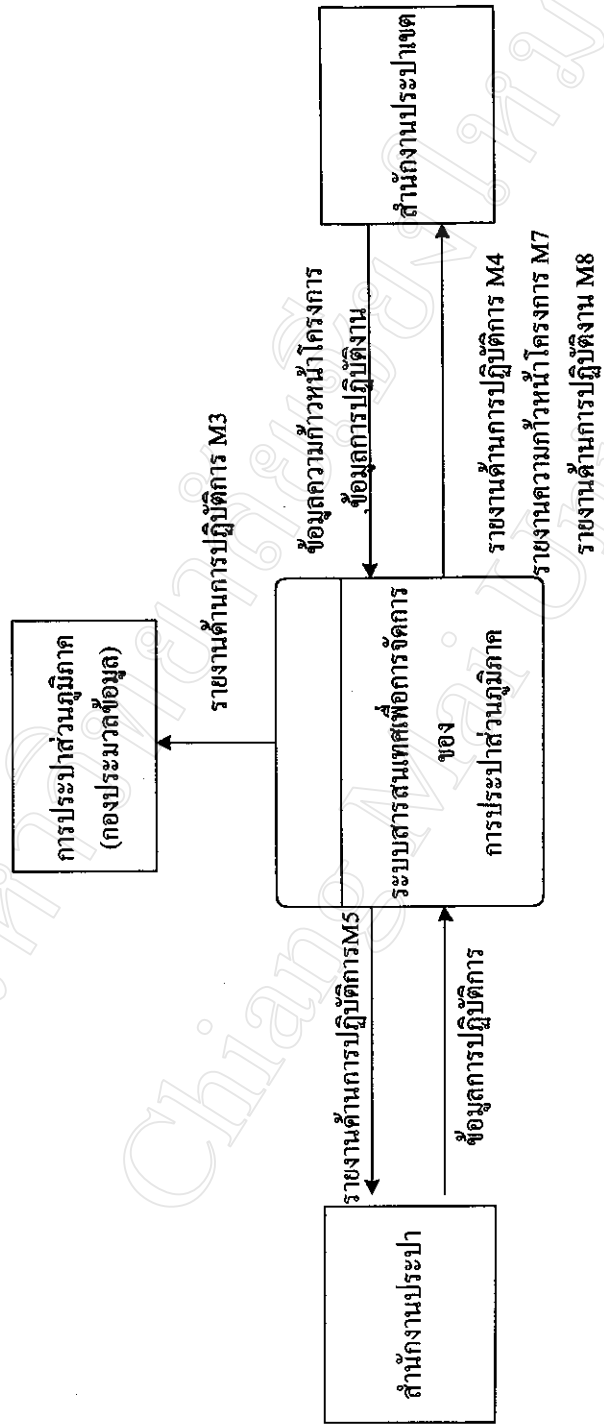 การประปาส่วนภูมิภาค
(กองประมวลข้อมูล)
รายงานด้านการปฏิบัติการ M3
สำนักงานประปา
รายงานด้านการปฏิบัติการM5
ข้อมูลการปฏิบัติการ
ระบบสารสนเทศเพื่อการจัดการ
ของ
การประปาส่วนภูมิภาค
ข้อมูลความก้าวหน้าโครงการ
ข้อมูลการปฏิบัติงาน
รายงานด้านการปฏิบัติการ M4
รายงานความก้าวหน้าโครงการ M7
รายงานด้านการปฏิบัติงาน M8
สำนักงานประปาเขต
Chiang Mai Un